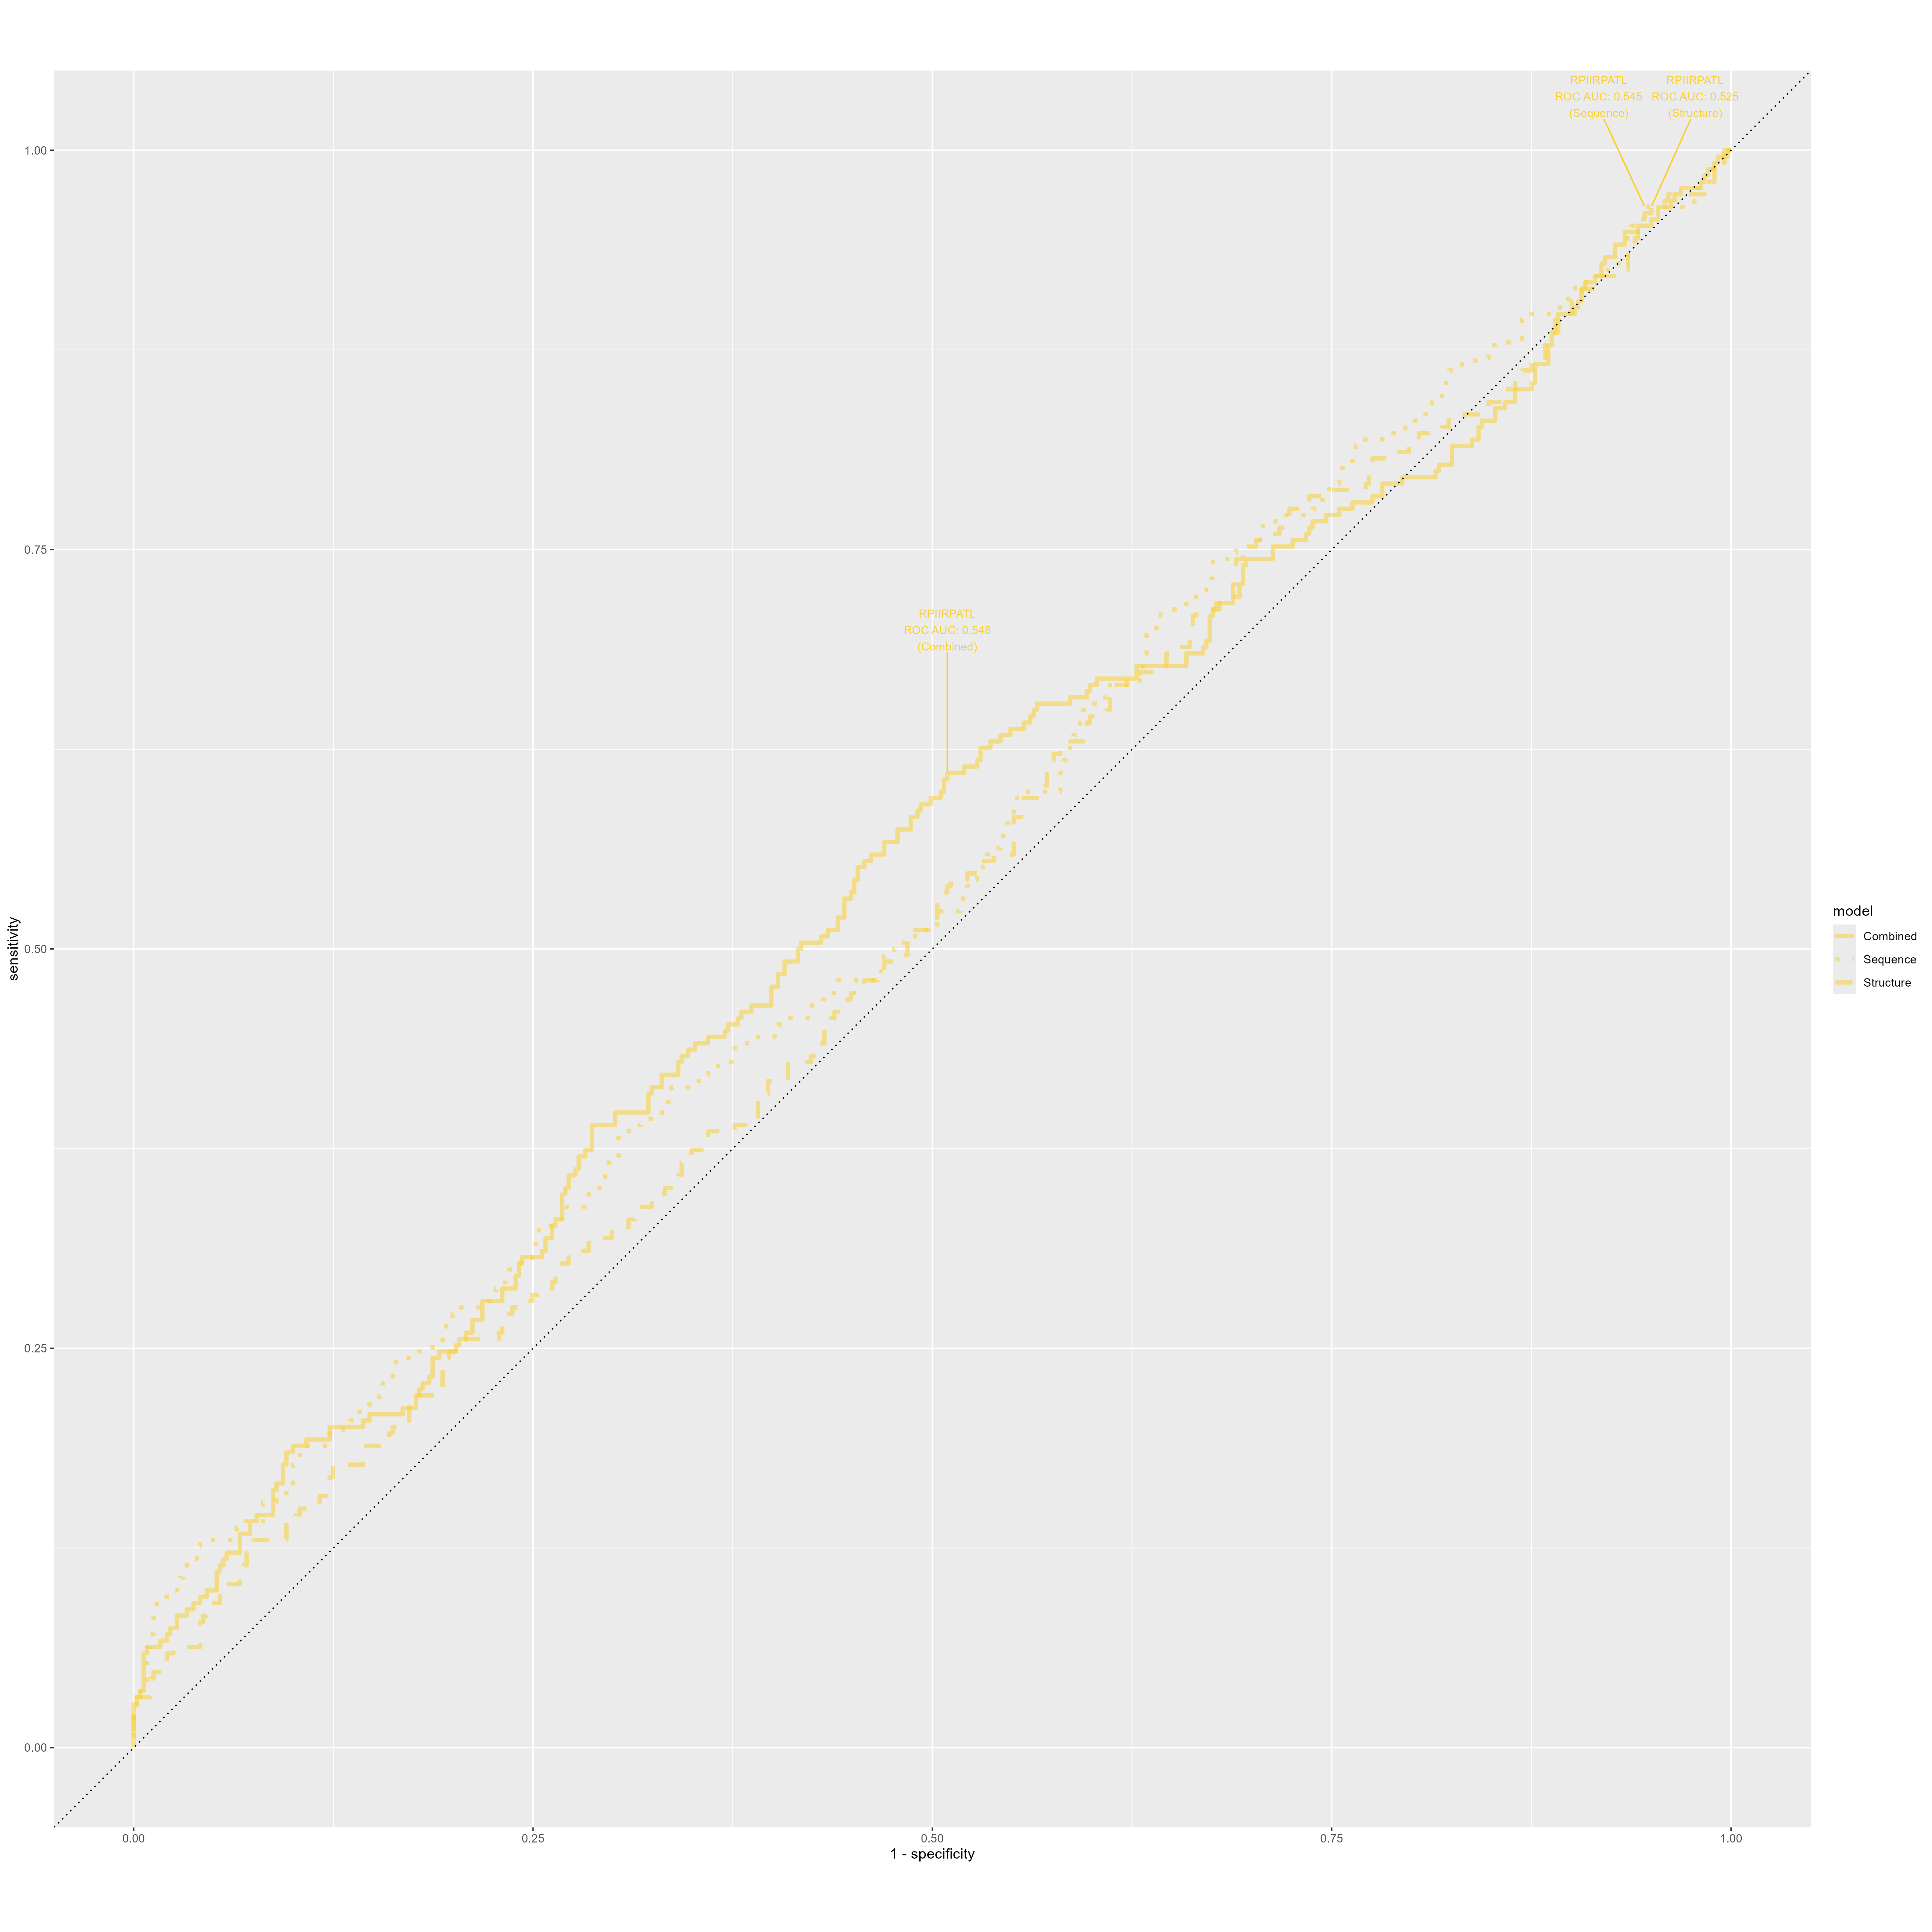 RPIIRPATL
ROC AUC: 0.545
(Sequence)
RPIIRPATL
ROC AUC: 0.525
(Structure)
RPIIRPATL
ROC AUC: 0.548
(Combined)
1.00
0.75
0.50
0.25
0.00
sensitivity
0.00
0.25
0.50
0.75
1.00
1 - specificity
model
Combined
Sequence
Structure